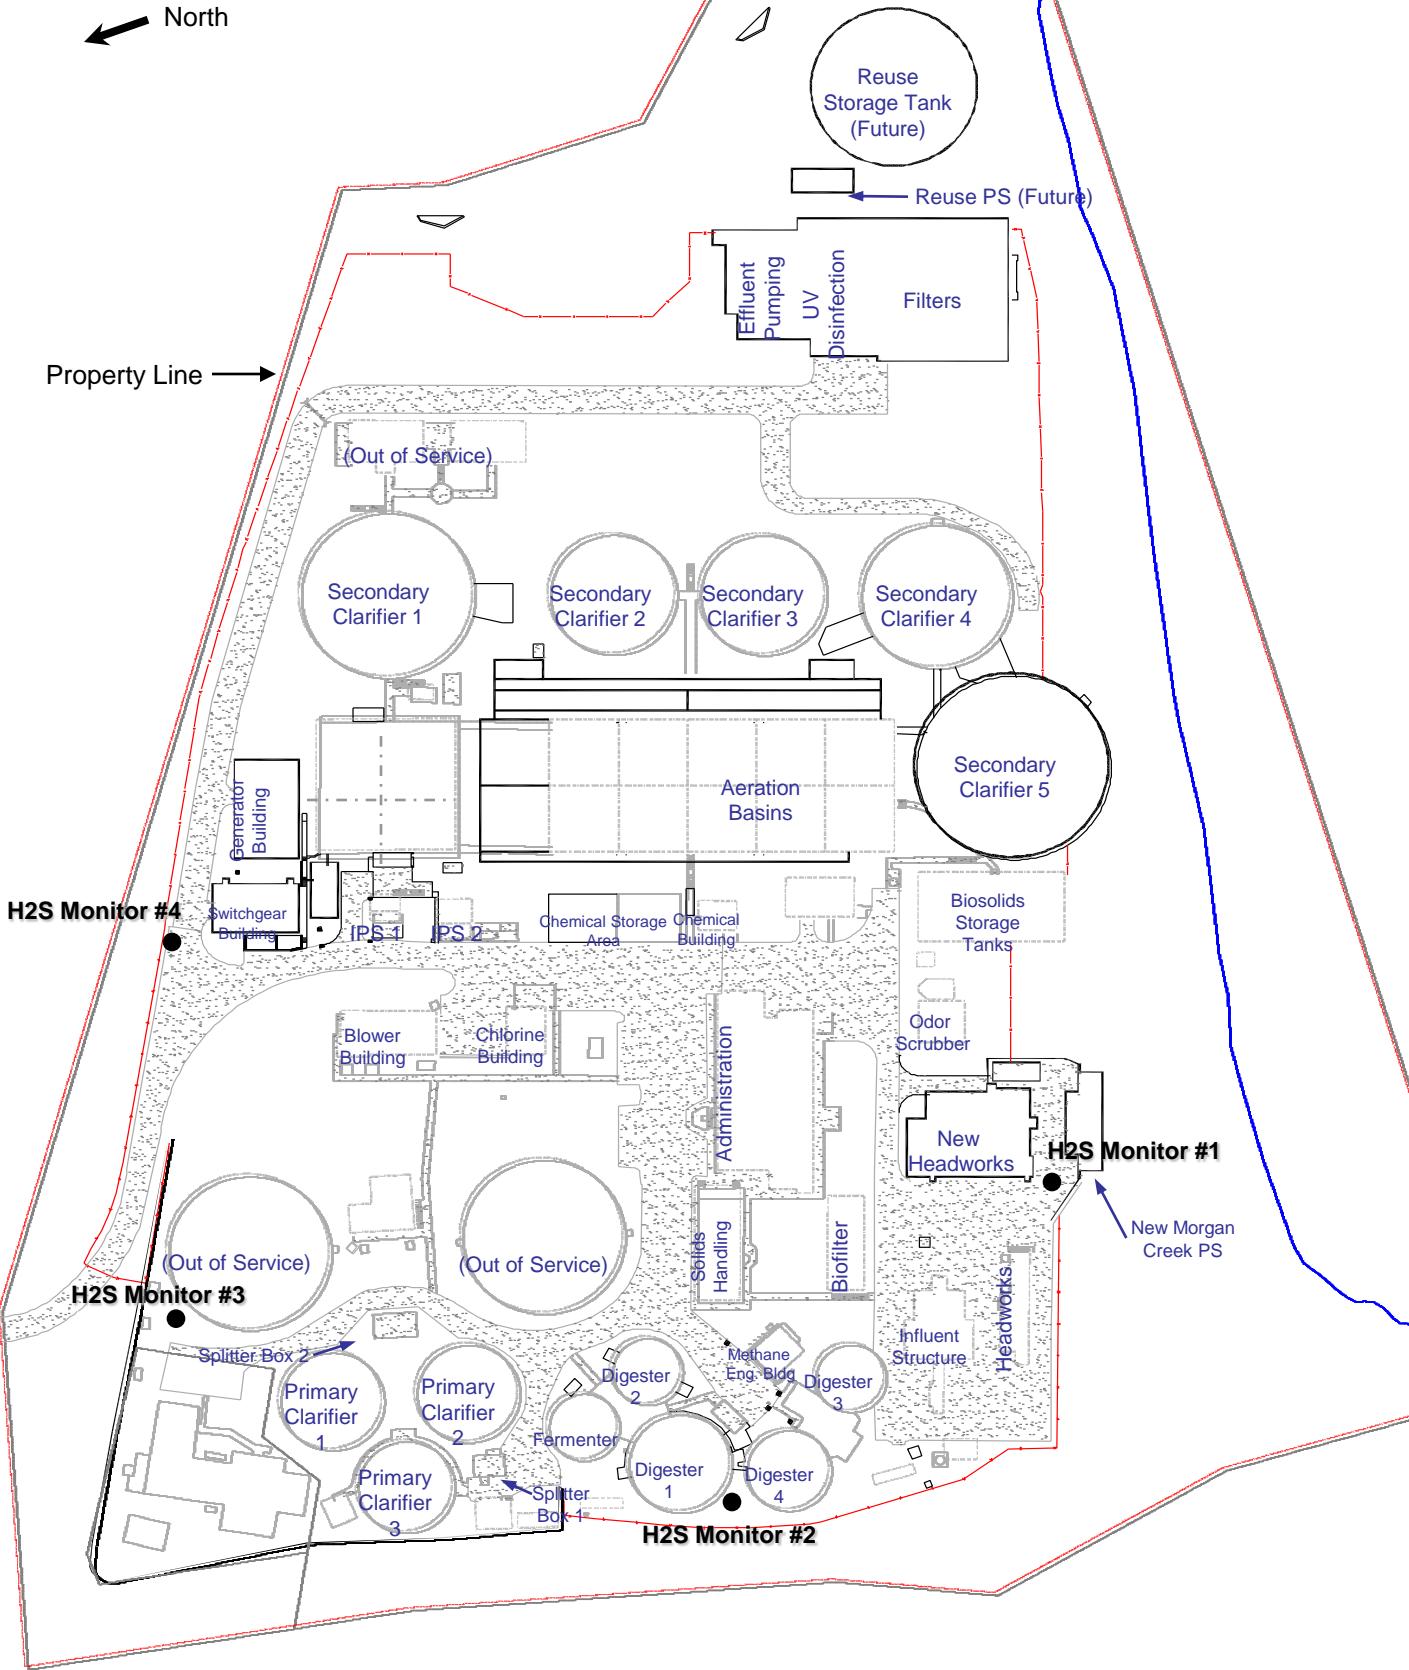 North
Reuse
Storage Tank
(Future)
Reuse PS (Future)
Effluent
Pumping
UV
Disinfection
Filters
Property Line
(Out of Service)
Secondary
Clarifier 1
Secondary
Clarifier 2
Secondary
Clarifier 3
Secondary
Clarifier 4
Secondary
Clarifier 5
Aeration
Basins
Generator
Building
H2S Monitor #4
Switchgear
Building
IPS 1
IPS 2
Chemical Storage
Area
Chemical
Building
Biosolids
Storage
Tanks
Blower
Building
Chlorine
Building
Administration
Odor
Scrubber
New
Headworks
H2S Monitor #1
New Morgan
Creek PS
(Out of Service)
(Out of Service)
Solids
Handling
Biofilter
H2S Monitor #3
Splitter Box 2
Influent
Structure
Headworks
Methane
Eng. Bldg
Digester
2
Digester
3
Primary
Clarifier
1
Primary
Clarifier
2
Fermenter
Digester
1
Digester
4
Primary
Clarifier
3
Splitter
Box 1
H2S Monitor #2